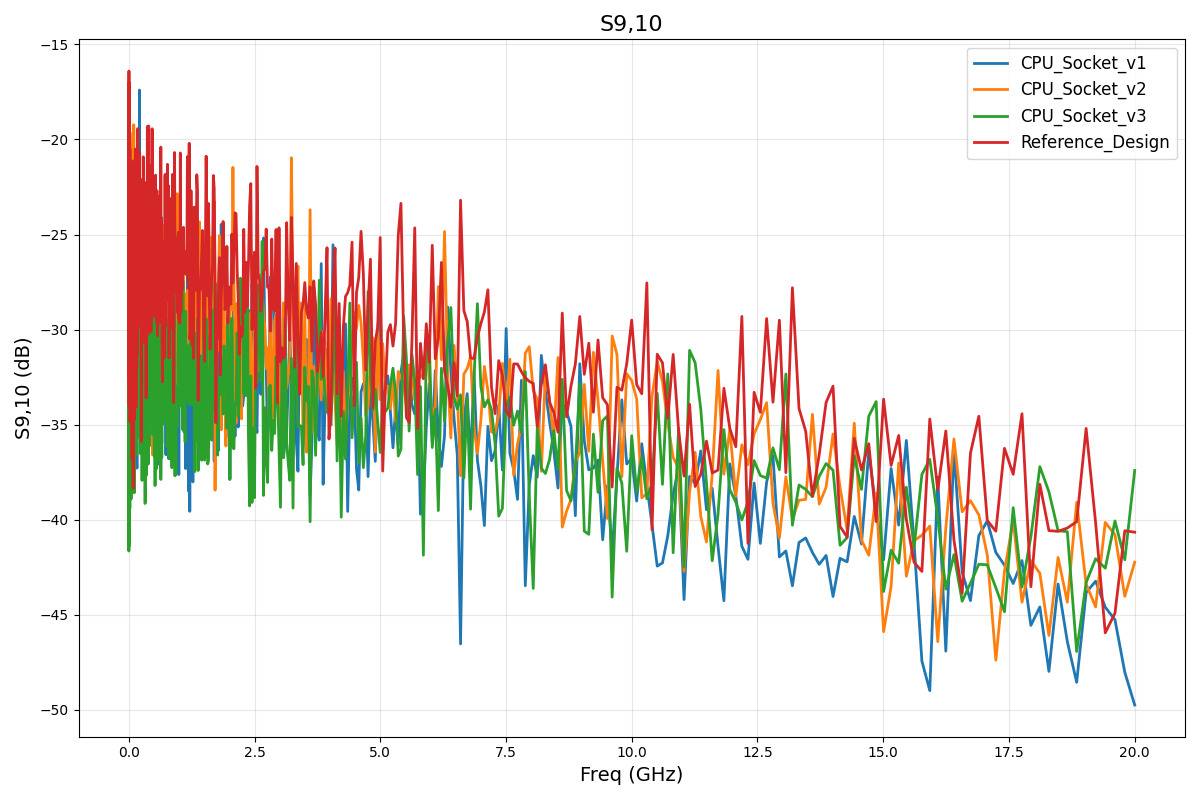 S9,10
S9,10 (dB)
−15
−20
−25
−30
−35
−40
−45
−50
CPU_Socket_v1
CPU_Socket_v2
CPU_Socket_v3
Reference_Design
0.0 2.5 5.0 7.5 10.0 12.5 15.0 17.5 20.0
Freq (GHz)